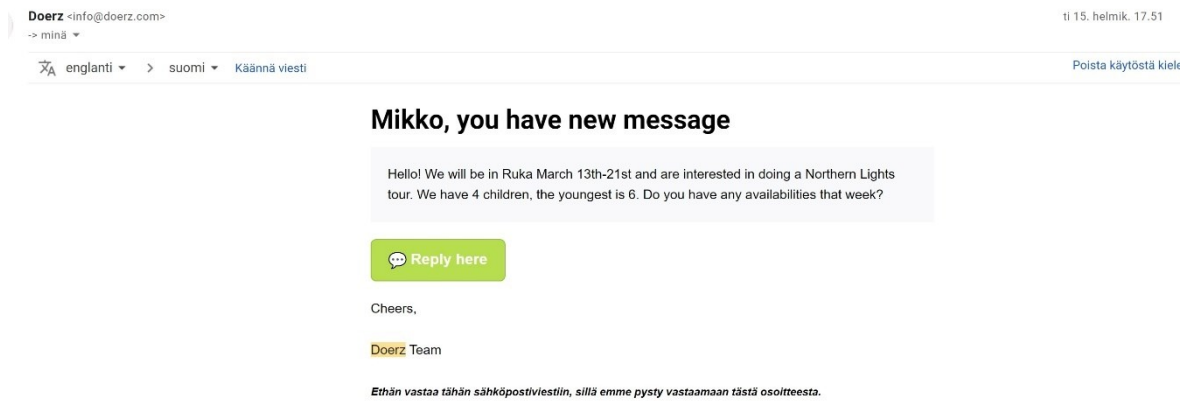 Doerz <info@doerz.com>
ti 15. helmik. 17.51
-> minä
englanti > suomi Käännä viesti
Poista käytöstä kiele
Mikko, you have new message
Hello! We will be in Ruka March 13th-21st and are interested in doing a Northern Lights
tour. We have 4 children, the youngest is 6. Do you have any availabilities that week?
Reply here
Cheers,
Doerz Team
Ethän vastaa tähän sähköpostiviestiin, sillä emme pysty vastaamaan tästä osoitteesta.